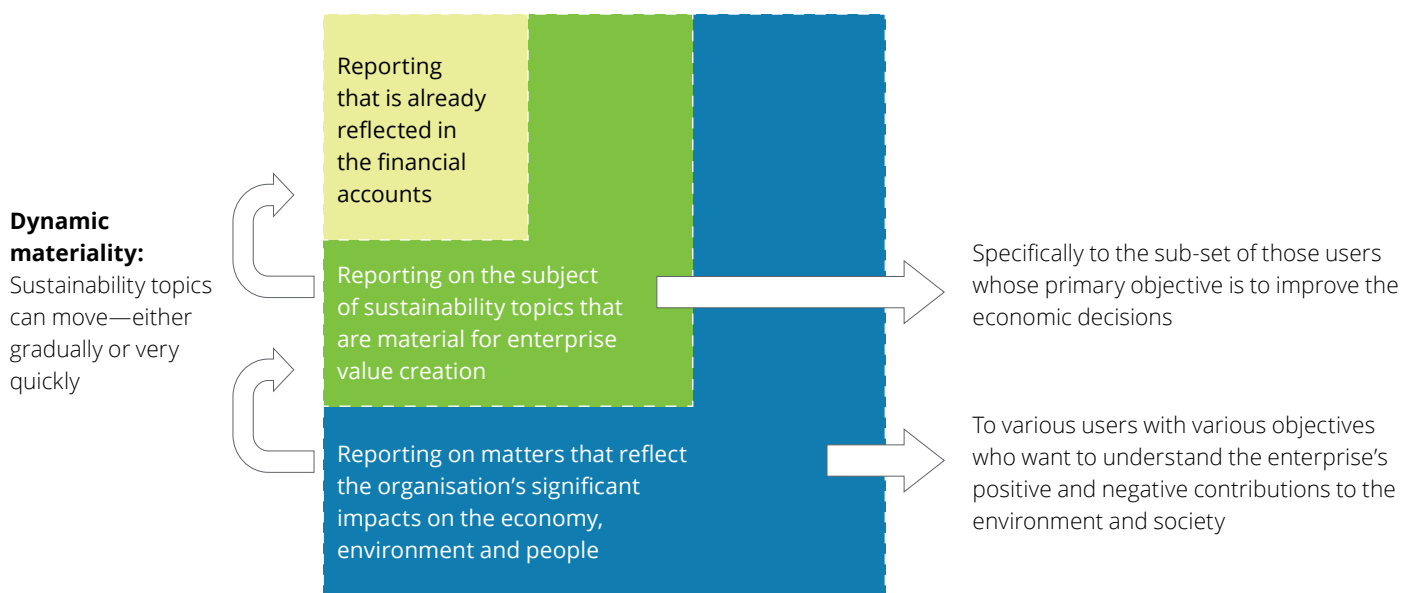 Reporting
that is already
reflected in
the financial
accounts
Dynamic
materiality:
Sustainability topics
can move—either
gradually or very
quickly
Reporting on the subject
of sustainability topics that
are material for enterprise
value creation
Specifically to the sub-set of those users
whose primary objective is to improve the
economic decisions
Reporting on matters that reflect
the organisation’s significant
impacts on the economy,
environment and people
To various users with various objectives
who want to understand the enterprise’s
positive and negative contributions to the
environment and society